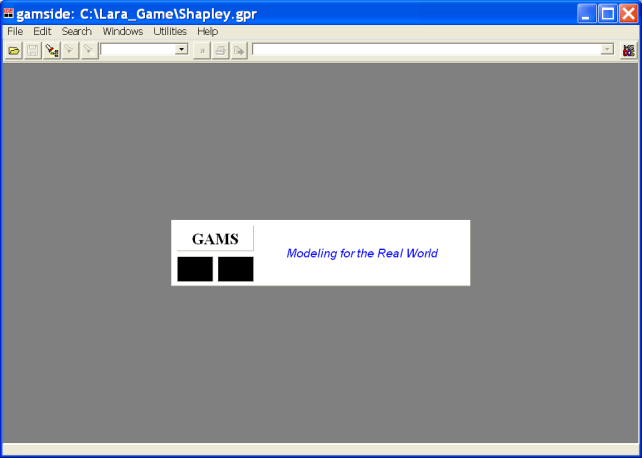 gamside: C:\Lara_Game\Shapley.gpr
File Edit Search Windows Utilities Help
a
GAMS
Modeling for the Real World